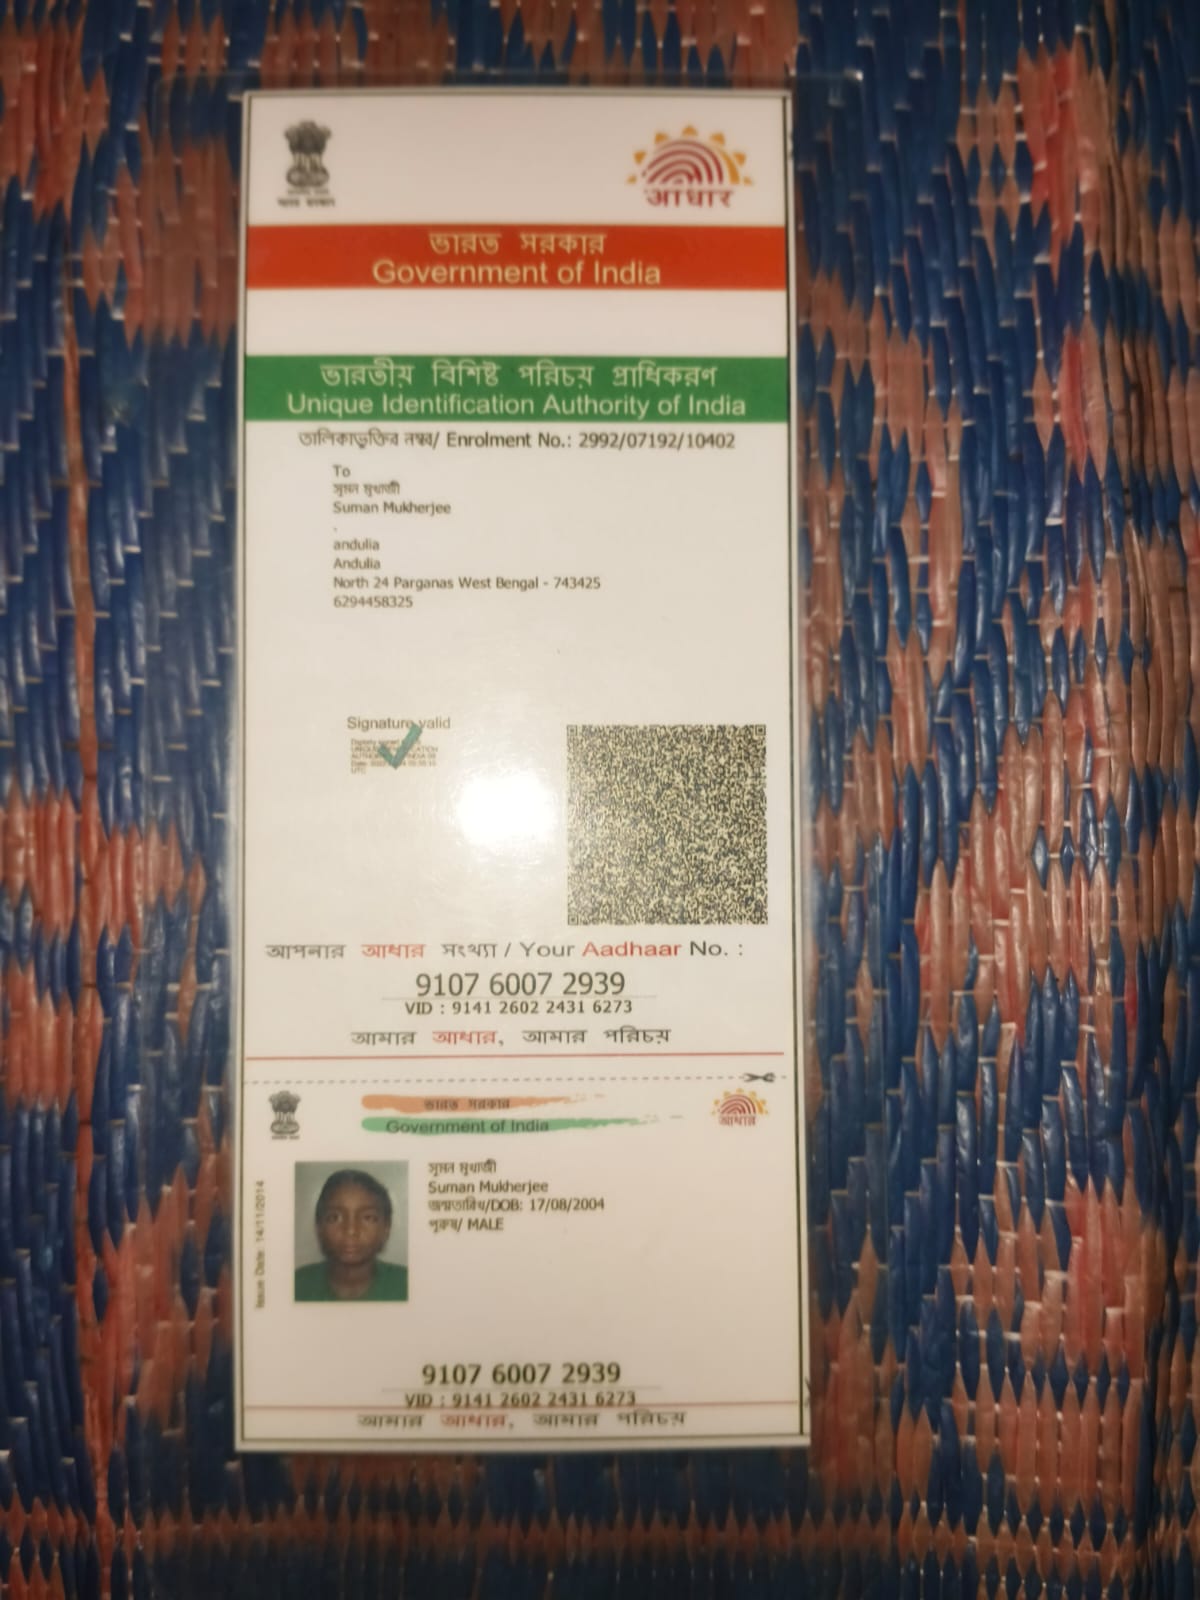 आधार
ভারত সরকার
Government of India
ভারতীয় বিশিষ্ট পরিচয় প্রাধিকরণ
Unique Identification Authority of India
তালিকাভুক্তির নম্বর/ Enrolment No.: 2992/07192/10402
To
সুমন মুখার্জী
Suman Mukherjee
.
andulia
Andulia
North 24 Parganas West Bengal - 743425
6294458325
Signature valid
আপনার আধার সংখ্যা / Your Aadhaar No. :
9107 6007 2939
VID : 9141 2602 2431 6273
আমার আধার, আমার পরিচয়
ভারত সরকার
Government of India
আধার
Issue Date: 14/11/2014
সুমন মুখার্জী
Suman Mukherjee
জন্মতারিখ/DOB: 17/08/2004
পুরুষ/ MALE
9107 6007 2939
VID : 9141 2602 2431 6273
আমার আধার, আমার পরিচয়